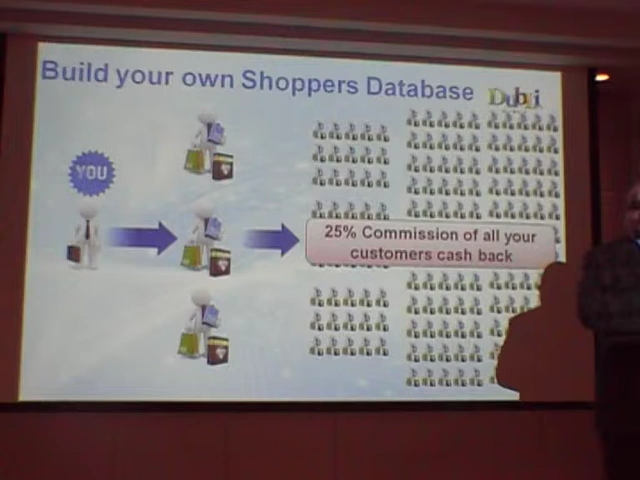 Build your own Shoppers Database
DubLi
YOU
25% Commission of all your
customers cash back